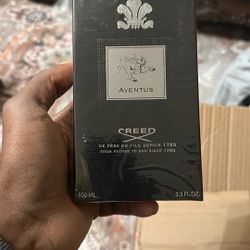 AVENTUS
CREED
DE PÈRE EN FILS DEPUIS 1760
FROM FATHER TO SON SINCE 1760
100 ML
3.3 FL.OZ.